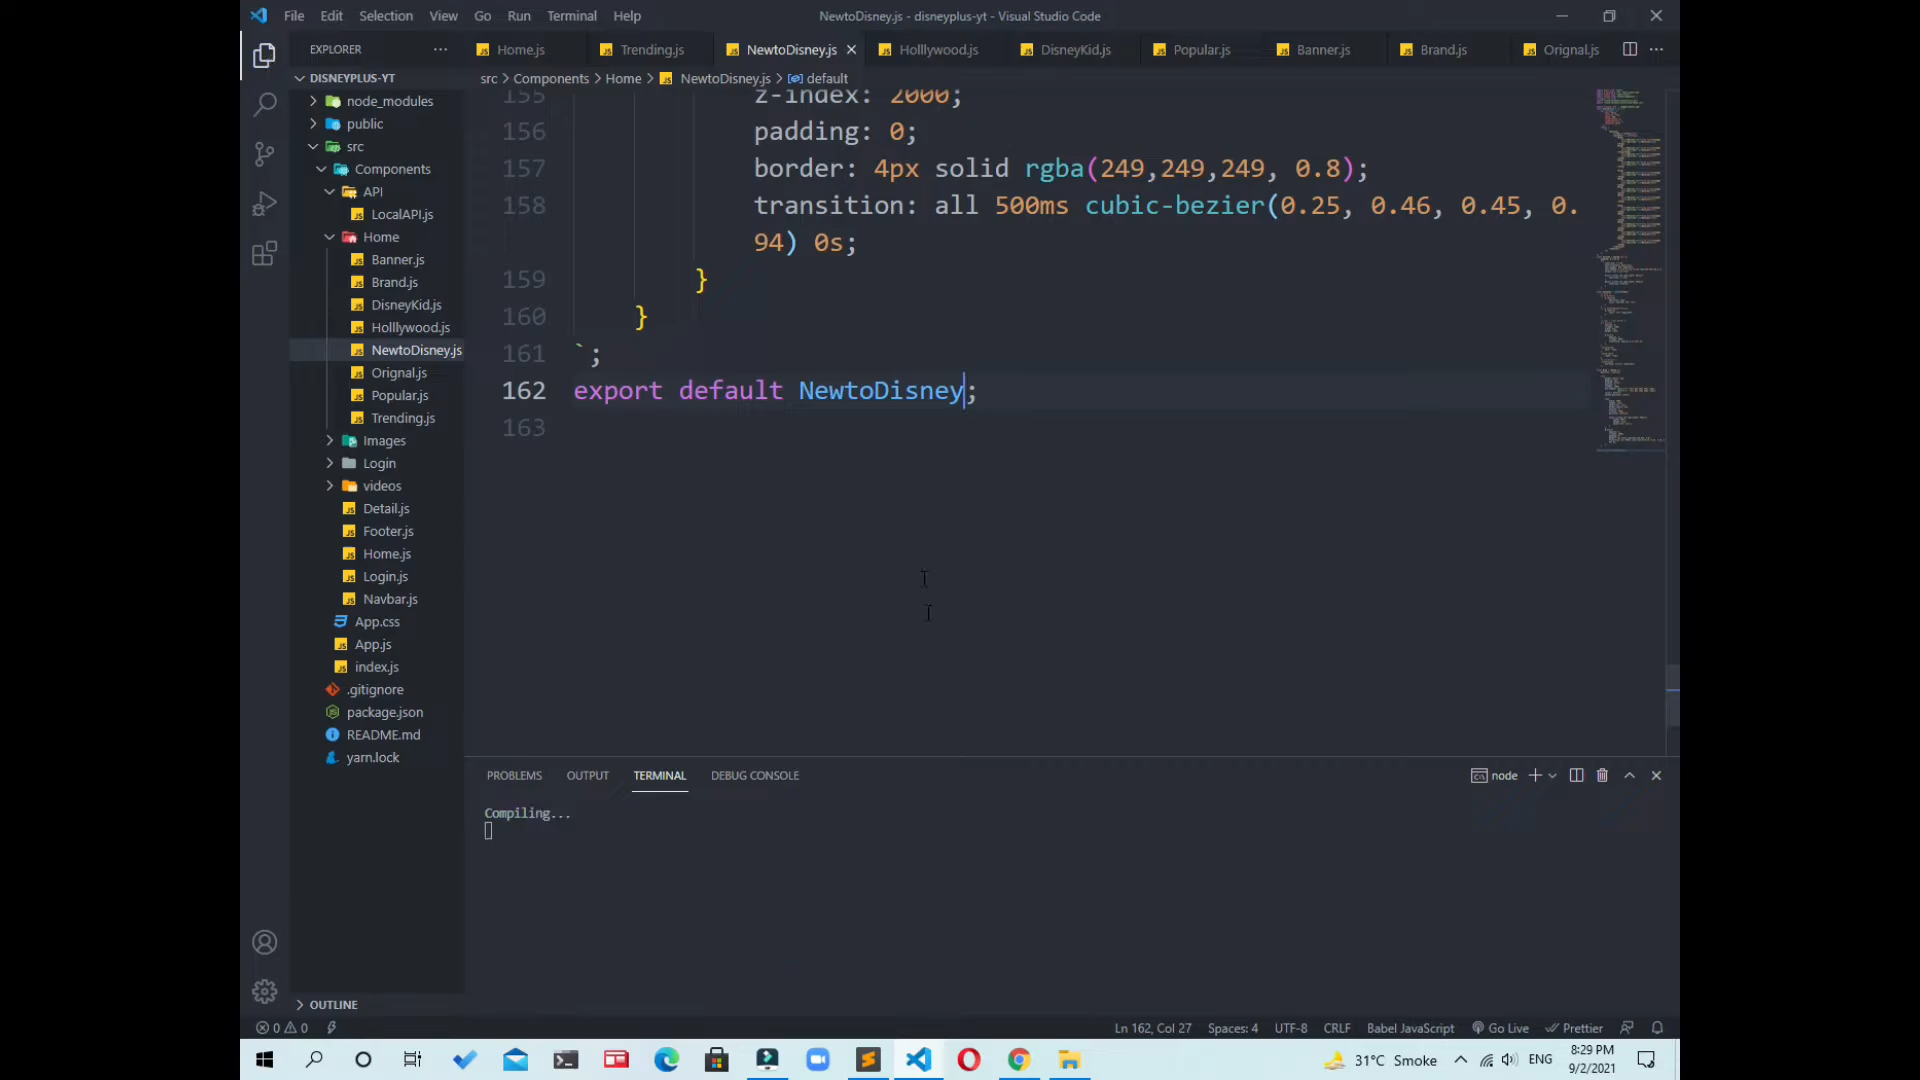 File Edit Selection View Go Run Terminal Help
NewtoDisney.js - disneyplus-yt - Visual Studio Code
EXPLORER
Home.js Trending.js NewtoDisney.js Holllywood.js DisneyKid.js Popular.js Banner.js Brand.js Orignal.js
src > Components > Home > NewtoDisney.js > default
DISNEYPLUS-YT
node_modules
public
src
Components
API
LocalAPI.js
Home
Banner.js
Brand.js
DisneyKid.js
Holllywood.js
NewtoDisney.js
Orignal.js
Popular.js
Trending.js
Images
Login
videos
Detail.js
Footer.js
Home.js
Login.js
Navbar.js
App.css
App.js
index.js
.gitignore
package.json
README.md
yarn.lock
OUTLINE
155 z-index: 2000;
156 padding: 0;
157 border: 4px solid rgba(249,249,249, 0.8);
158 transition: all 500ms cubic-bezier(0.25, 0.46, 0.45, 0.
94) 0s;
159 }
160 }
161 `;
162 export default NewtoDisney;
163
PROBLEMS OUTPUT TERMINAL DEBUG CONSOLE
node
Compiling...
0 0
Ln 162, Col 27 Spaces: 4 UTF-8 CRLF Babel JavaScript Go Live Prettier
31°C Smoke ENG
8:29 PM
9/2/2021